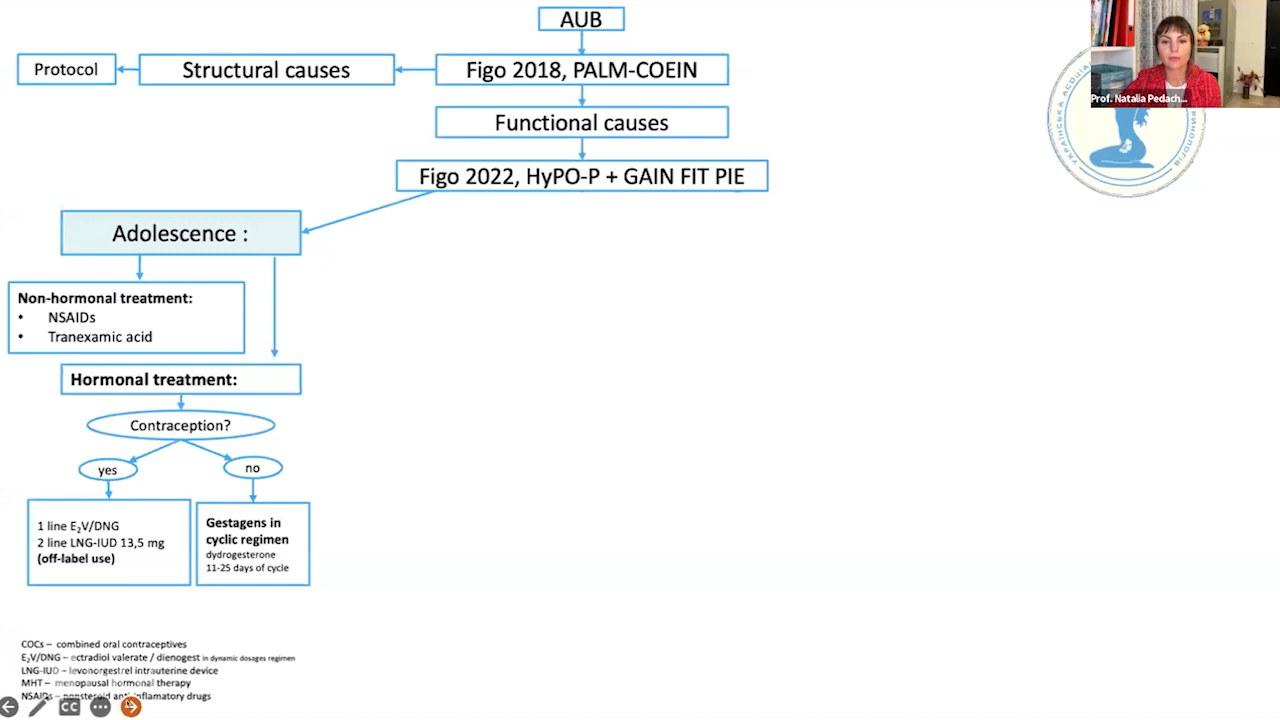 AUB
Protocol
Structural causes
Figo 2018, PALM-COEIN
Functional causes
Figo 2022, HyPO-P + GAIN FIT PIE
Adolescence :
Non-hormonal treatment:
• NSAIDs
• Tranexamic acid
Hormonal treatment:
Contraception?
yes
no
1 line E₂V/DNG
2 line LNG-IUD 13,5 mg
(off-label use)
Gestagens in
cyclic regimen
dydrogesterone
11-25 days of cycle
COCs – combined oral contraceptives
E₂V/DNG – ectradiol valerate / dienogest in dynamic dosages regimen
LNG-IUD – levonorgestrel intrauterine device
MHT – menopausal hormonal therapy
NSAIDs – nonsteroid anti-inflamatory drugs
CC
Prof. Natalia Pedach...
УКРАЇНСЬКА